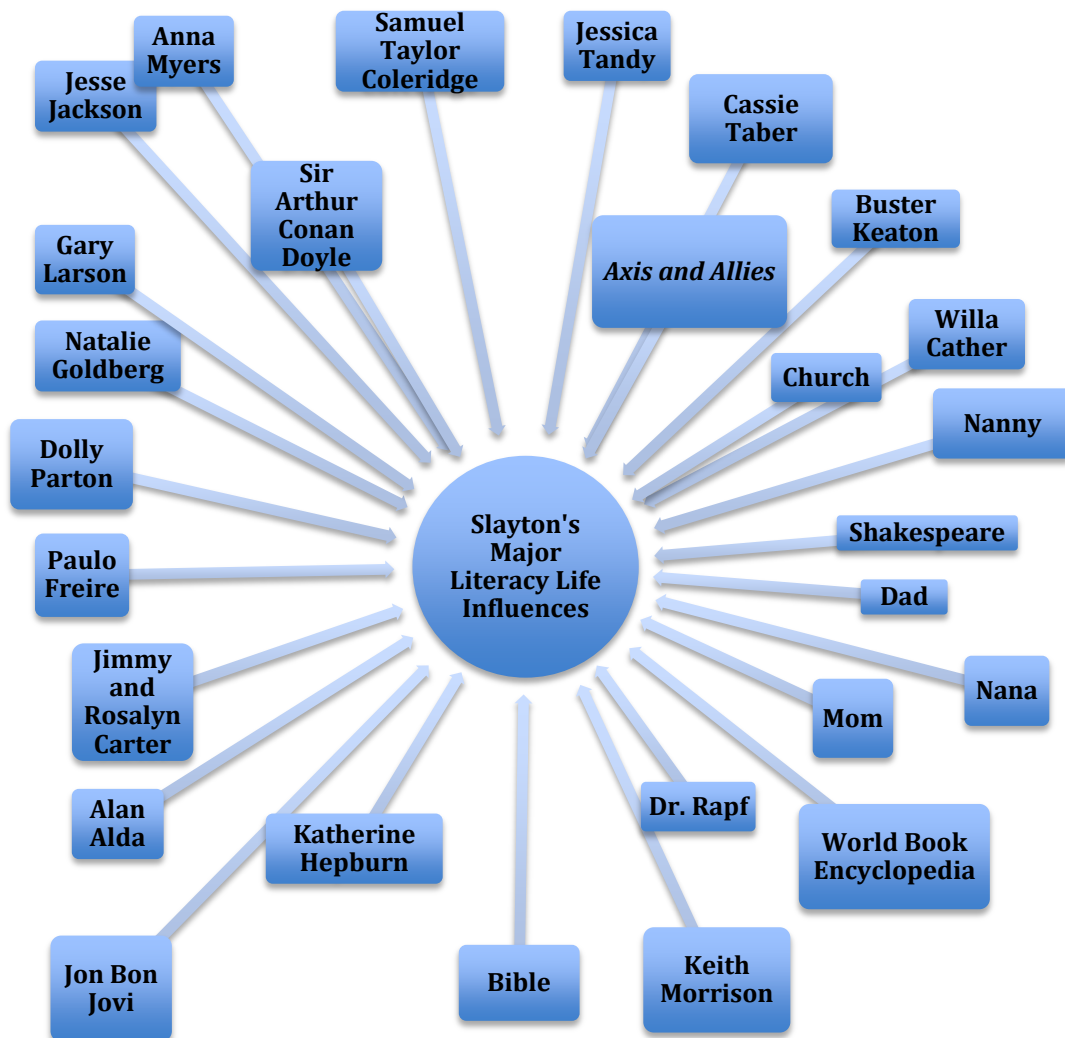 Anna
Myers
Samuel
Taylor
Coleridge
Jessica
Tandy
Jesse
Jackson
Cassie
Taber
Sir
Arthur
Conan
Doyle
Buster
Keaton
Gary
Larson
Axis and Allies
Willa
Cather
Natalie
Goldberg
Church
Nanny
Dolly
Parton
Slayton's
Major
Literacy Life
Influences
Shakespeare
Paulo
Freire
Dad
Jimmy
and
Rosalyn
Carter
Nana
Mom
Alan
Alda
Katherine
Hepburn
Dr. Rapf
World Book
Encyclopedia
Jon Bon
Jovi
Bible
Keith
Morrison